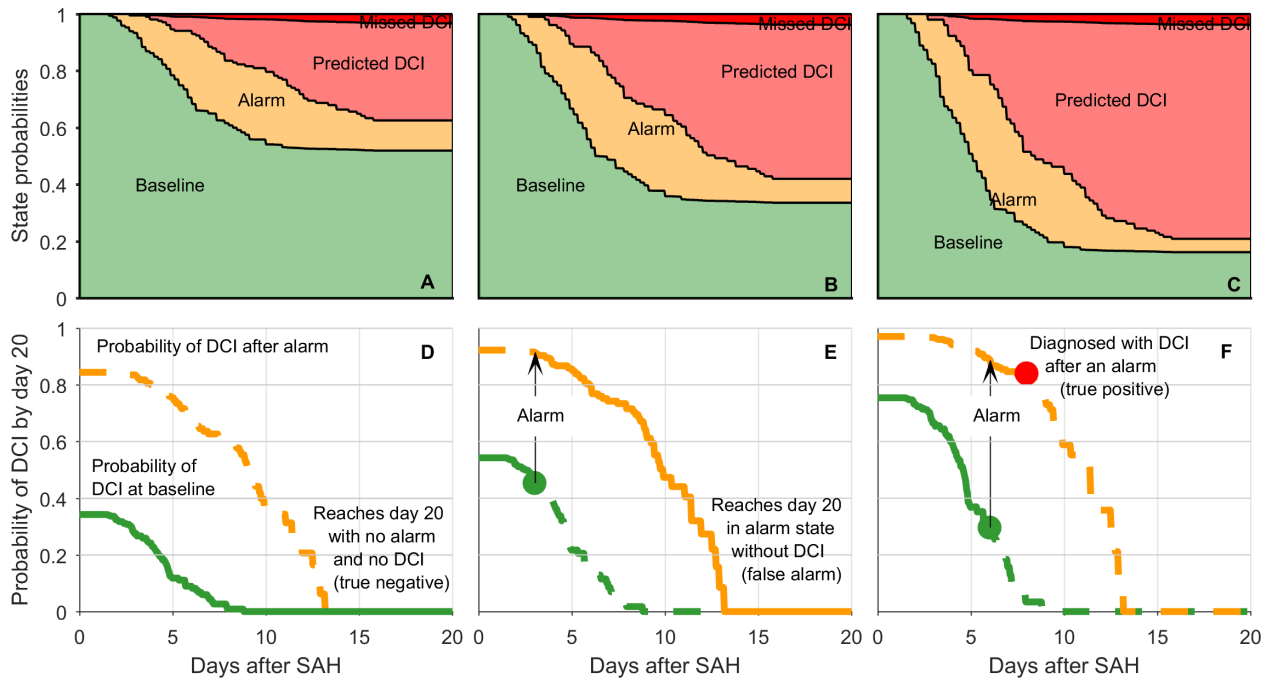 State probabilities
1
0.8
0.6
0.4
0.2
0
Missed DCI
Predicted DCI
Alarm
Baseline
A
Missed DCI
Predicted DCI
Alarm
Baseline
B
Missed DCI
Predicted DCI
Alarm
Baseline
C
Probability of DCI by day 20
1
0.8
0.6
0.4
0.2
0
Probability of DCI after alarm
D
Probability of
DCI at baseline
Reaches day 20
with no alarm
and no DCI
(true negative)
0 5 10 15 20
Days after SAH
E
Alarm
Reaches day 20
in alarm state
without DCI
(false alarm)
0 5 10 15 20
Days after SAH
Diagnosed with DCI
after an alarm
(true positive)
F
Alarm
0 5 10 15 20
Days after SAH